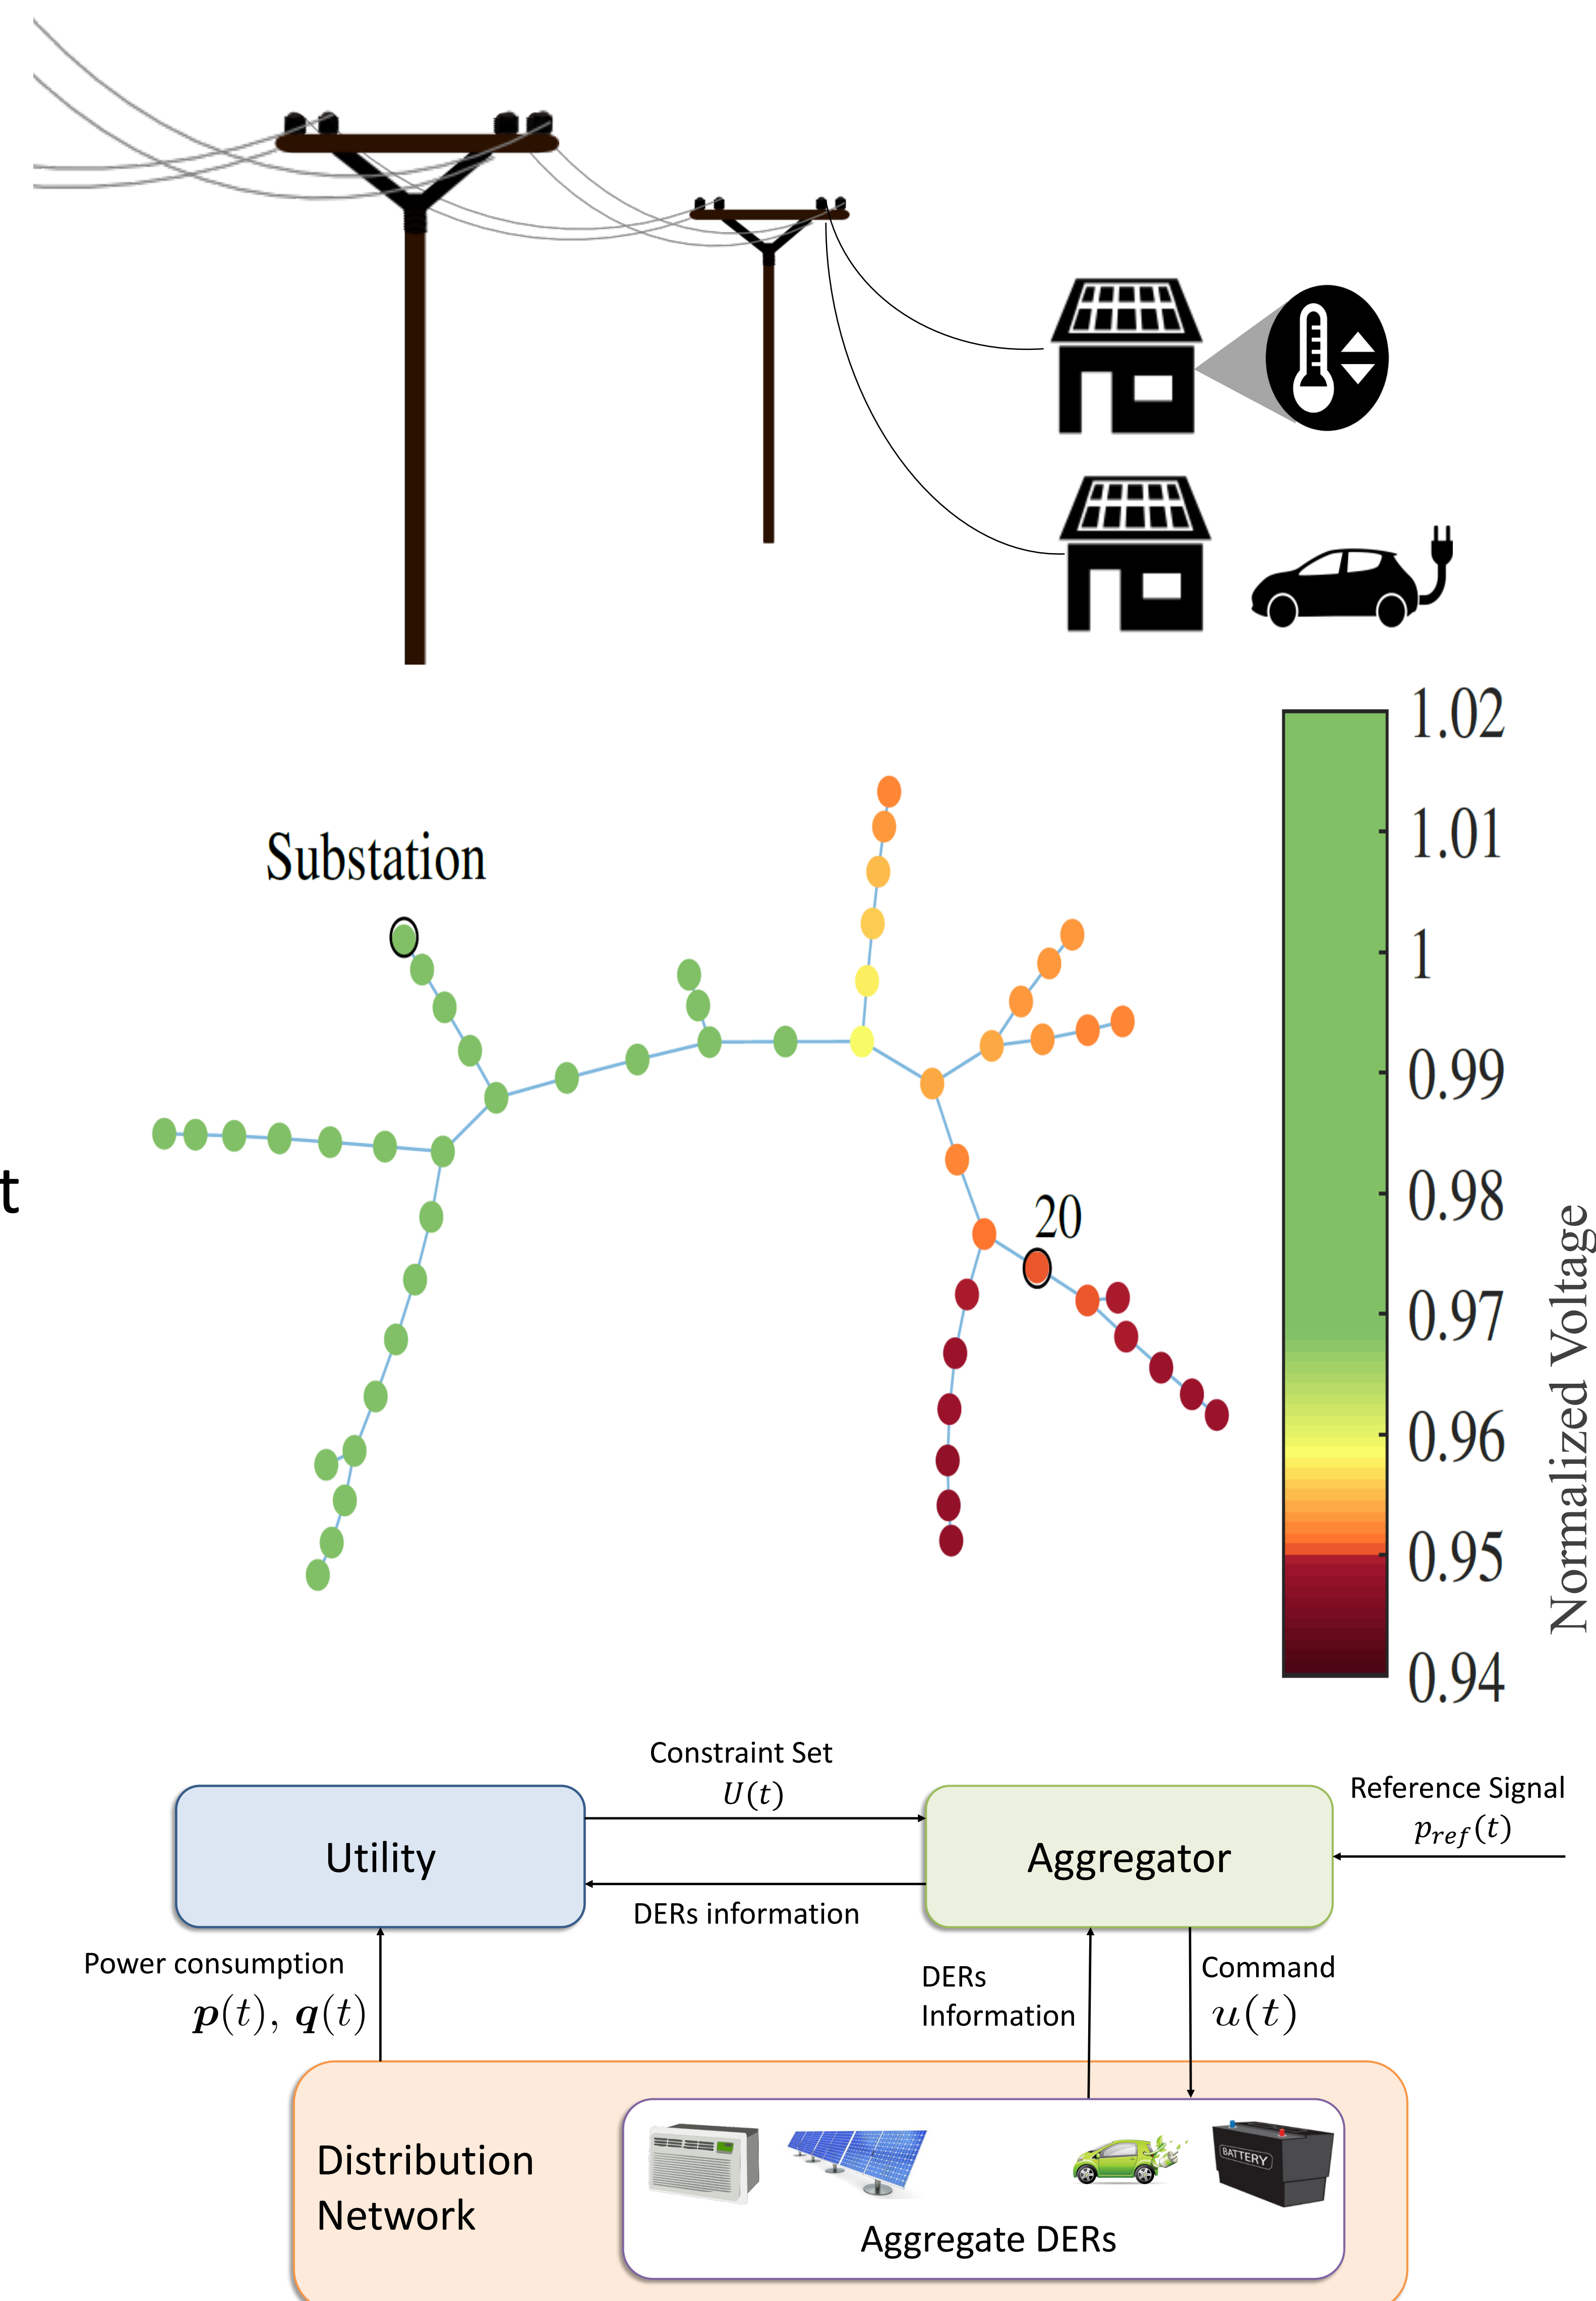 Substation
1.02
1.01
1
0.99
0.98
0.97
0.96
0.95
0.94
Normalized Voltage
t
20
Constraint Set
U(t)
Utility
Aggregator
Reference Signal
p_ref(t)
DERs information
Power consumption
p(t), q(t)
DERs
Information
Command
u(t)
Distribution
Network
BATTERY
Aggregate DERs